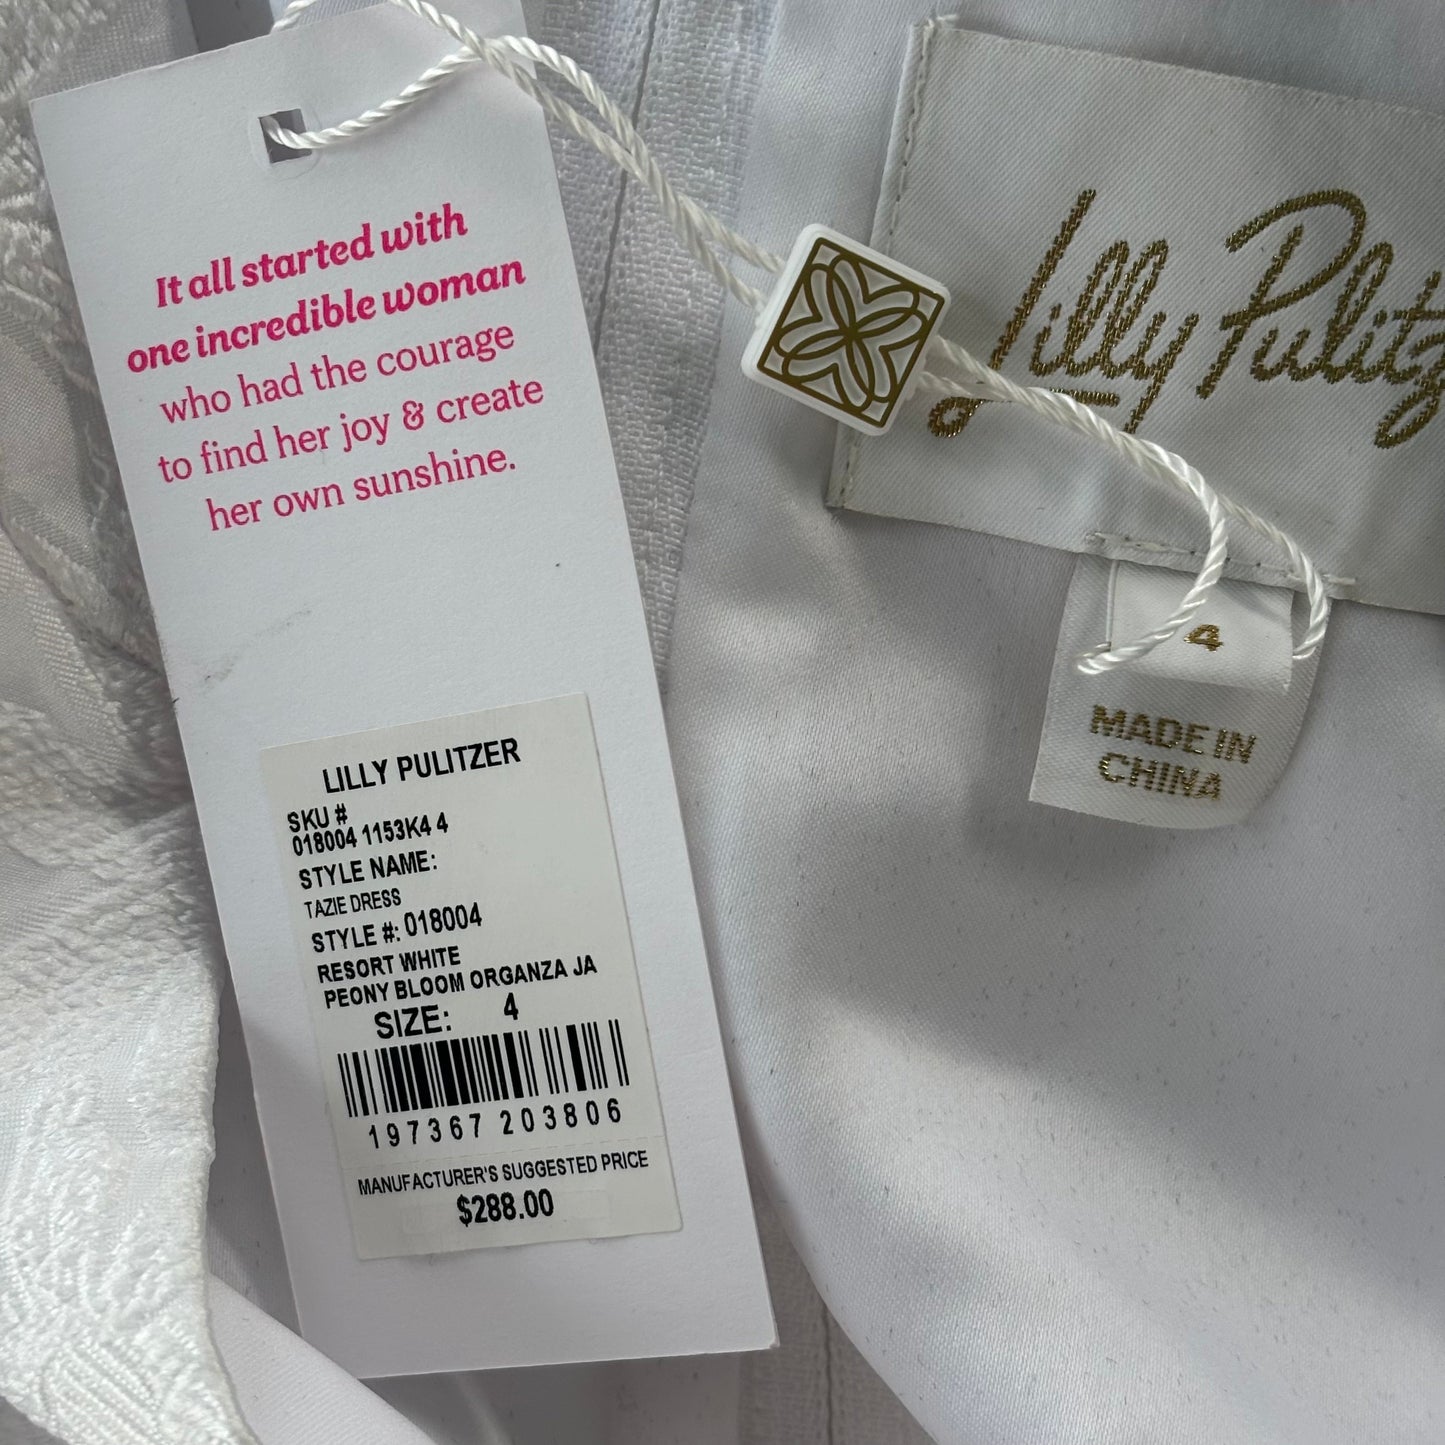 It all started with
one incredible woman
who had the courage
to find her joy & create
her own sunshine.
LILLY PULITZER
SKU #
018004 1153K4 4
STYLE NAME:
TAZIE DRESS
STYLE #: 018004
RESORT WHITE
PEONY BLOOM ORGANZA JA
SIZE: 4
197367 203806
MANUFACTURER'S SUGGESTED PRICE
$288.00
Lilly Pulitz
4
MADE IN
CHINA